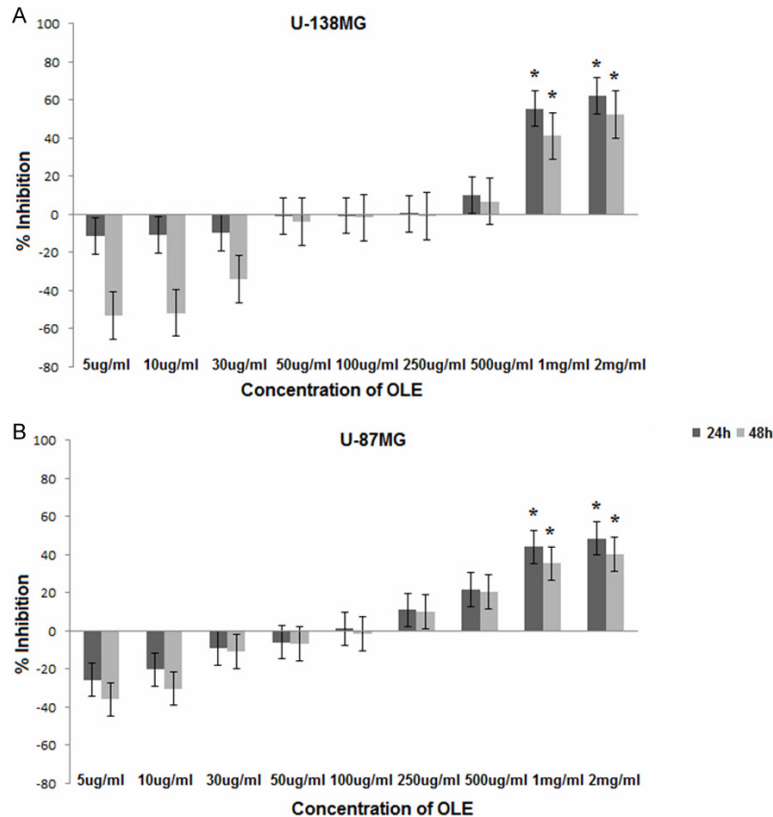 A
U-138MG
100
80
60
40
20
0
-20
-40
-60
-80
% Inhibition
* * * *
5ug/ml 10ug/ml 30ug/ml 50ug/ml 100ug/ml 250ug/ml 500ug/ml 1mg/ml 2mg/ml
Concentration of OLE
B
U-87MG
24h 48h
100
80
60
40
20
0
-20
-40
-60
-80
% Inhibition
* * * *
5ug/ml 10ug/ml 30ug/ml 50ug/ml 100ug/ml 250ug/ml 500ug/ml 1mg/ml 2mg/ml
Concentration of OLE